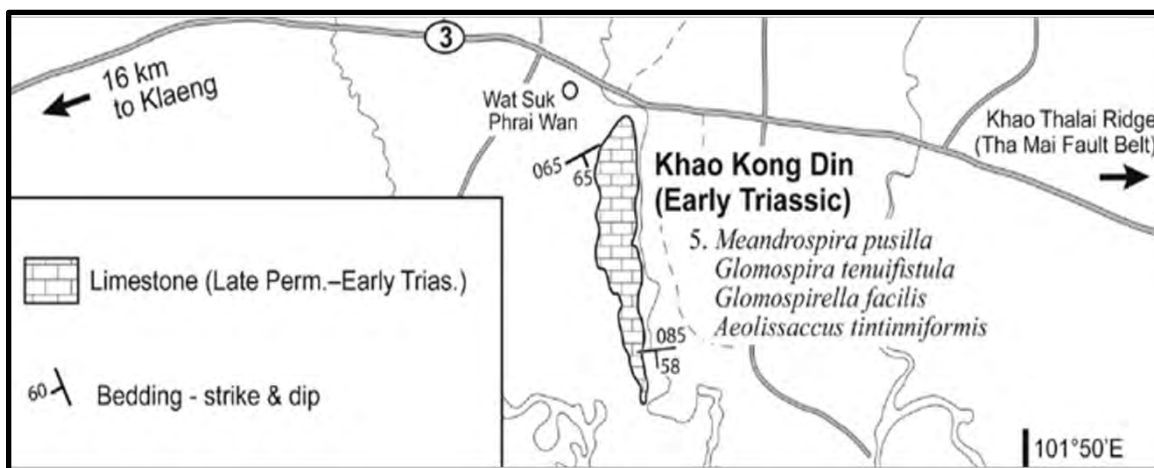 3
16 km
to Klaeng
Wat Suk
Phrai Wan
Khao Thalai Ridge
(Tha Mai Fault Belt)
065
65
Khao Kong Din
(Early Triassic)
5. Meandrospira pusilla
Glomospira tenuifistula
Glomospirella facilis
Aeolissaccus tintinniformis
085
58
Limestone (Late Perm.–Early Trias.)
60
Bedding - strike & dip
101°50'E